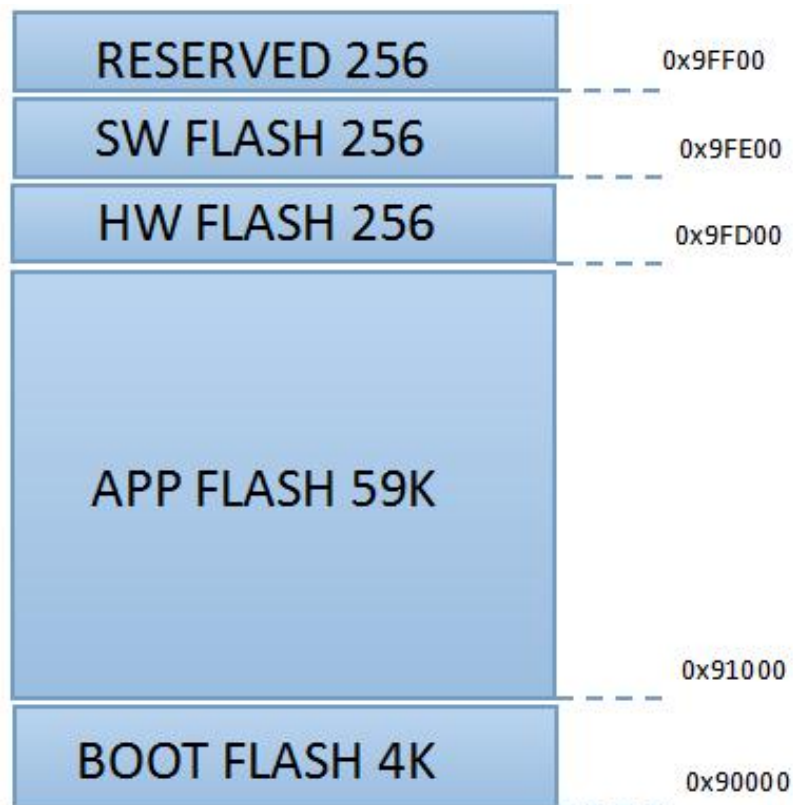 RESERVED 256
0x9FF00
SW FLASH 256
0x9FE00
HW FLASH 256
0x9FD00
APP FLASH 59K
0x91000
BOOT FLASH 4K
0x90000